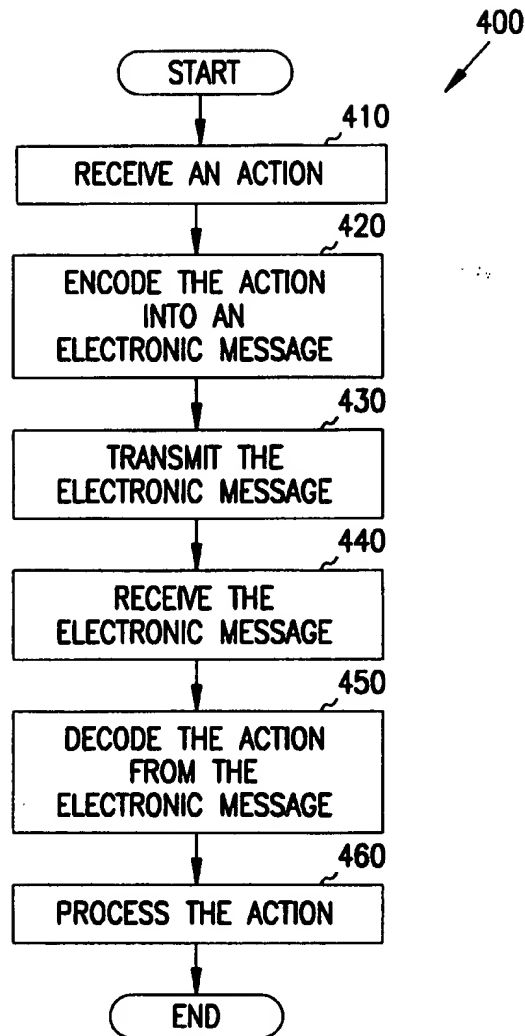 400
START
410
RECEIVE AN ACTION
420
ENCODE THE ACTION
INTO AN
ELECTRONIC MESSAGE
430
TRANSMIT THE
ELECTRONIC MESSAGE
440
RECEIVE THE
ELECTRONIC MESSAGE
450
DECODE THE ACTION
FROM THE
ELECTRONIC MESSAGE
460
PROCESS THE ACTION
END